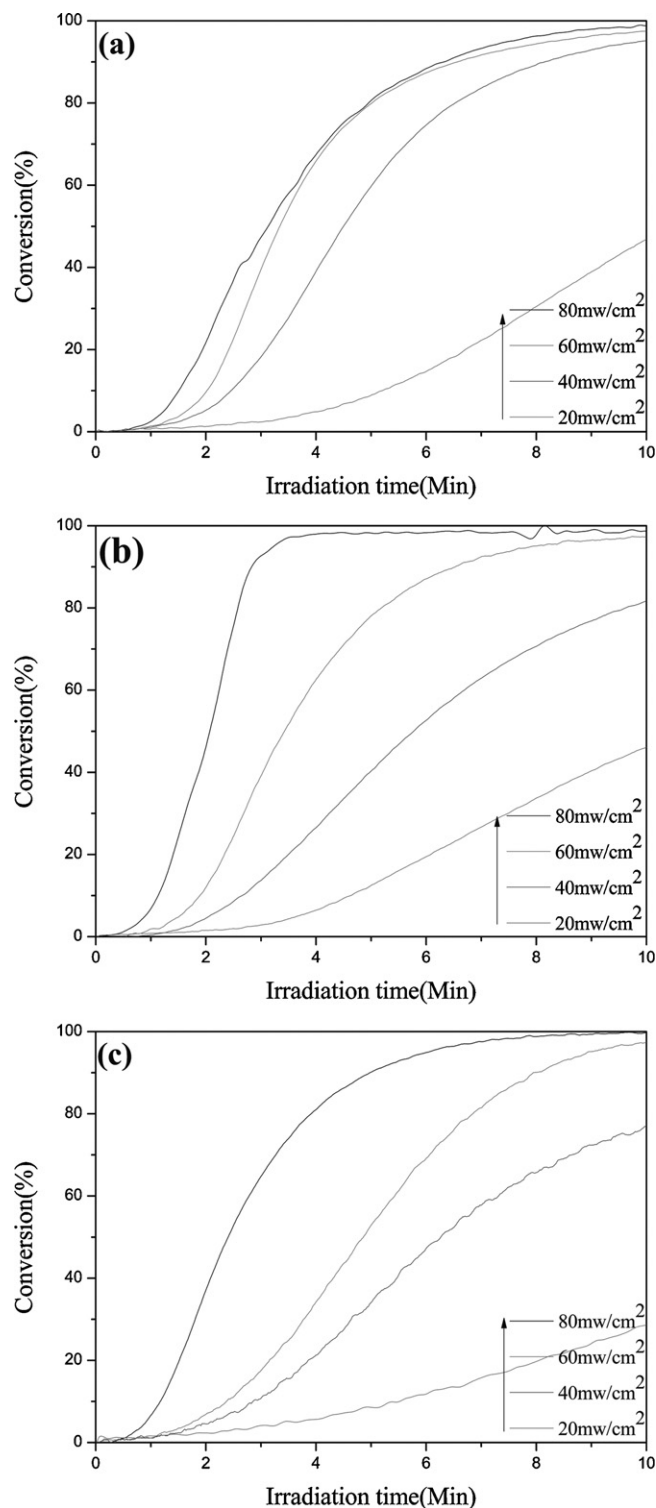 (a)
100
80
60
40
20
0
Conversion(%)
80mw/cm²
60mw/cm²
40mw/cm²
20mw/cm²
0 2 4 6 8 10
Irradiation time(Min)
(b)
100
80
60
40
20
0
Conversion(%)
80mw/cm²
60mw/cm²
40mw/cm²
20mw/cm²
0 2 4 6 8 10
Irradiation time(Min)
(c)
100
80
60
40
20
0
Conversion(%)
80mw/cm²
60mw/cm²
40mw/cm²
20mw/cm²
0 2 4 6 8 10
Irradiation time(Min)